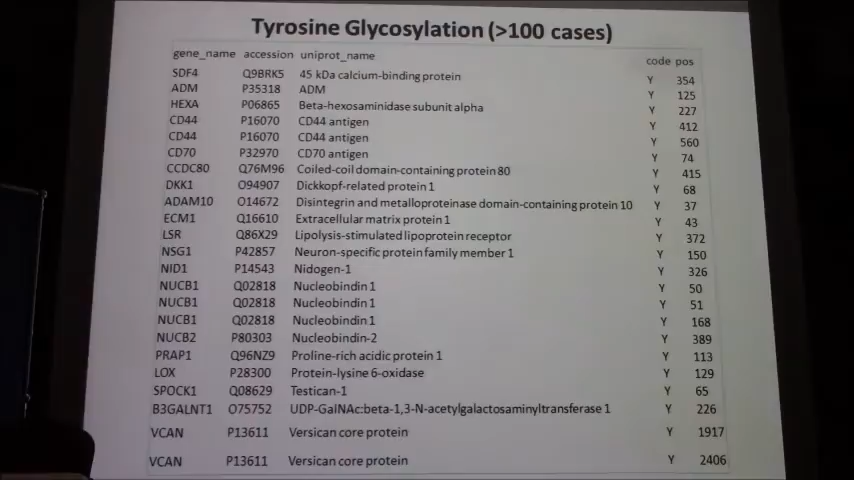 Tyrosine Glycosylation (>100 cases)
gene_name accession uniprot_name code pos
SDF4 Q9BRK5 45 kDa calcium-binding protein Y 354
ADM P35318 ADM Y 125
HEXA P06865 Beta-hexosaminidase subunit alpha Y 227
CD44 P16070 CD44 antigen Y 412
CD44 P16070 CD44 antigen Y 560
CD70 P32970 CD70 antigen Y 74
CCDC80 Q76M96 Coiled-coil domain-containing protein 80 Y 415
DKK1 O94907 Dickkopf-related protein 1 Y 68
ADAM10 O14672 Disintegrin and metalloproteinase domain-containing protein 10 Y 37
ECM1 Q16610 Extracellular matrix protein 1 Y 43
LSR Q86X29 Lipolysis-stimulated lipoprotein receptor Y 372
NSG1 P42857 Neuron-specific protein family member 1 Y 150
NID1 P14543 Nidogen-1 Y 326
NUCB1 Q02818 Nucleobindin 1 Y 50
NUCB1 Q02818 Nucleobindin 1 Y 51
NUCB1 Q02818 Nucleobindin 1 Y 168
NUCB2 P80303 Nucleobindin-2 Y 389
PRAP1 Q96NZ9 Proline-rich acidic protein 1 Y 113
LOX P28300 Protein-lysine 6-oxidase Y 129
SPOCK1 Q08629 Testican-1 Y 65
B3GALNT1 O75752 UDP-GalNAc:beta-1,3-N-acetylgalactosaminyltransferase 1 Y 226
VCAN P13611 Versican core protein Y 1917
VCAN P13611 Versican core protein Y 2406